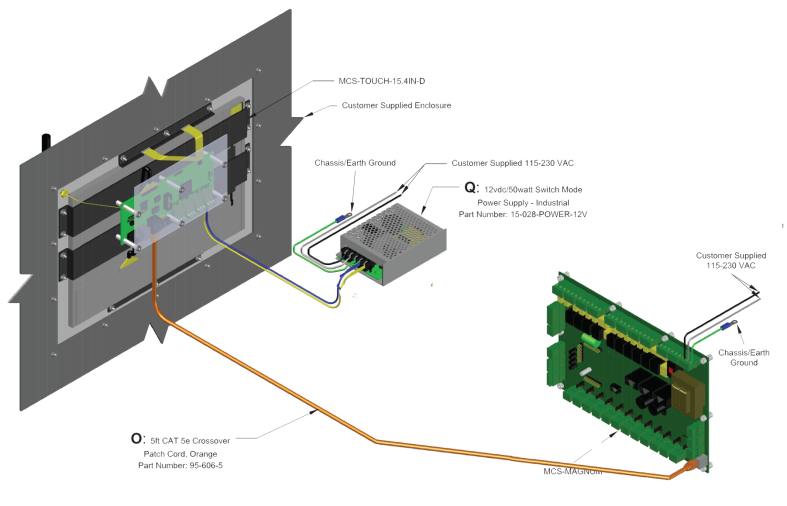 MCS-TOUCH-15.4IN-D
Customer Supplied Enclosure
Chassis/Earth Ground
Customer Supplied 115-230 VAC
Q: 12vdc/50watt Switch Mode
Power Supply - Industrial
Part Number: 15-028-POWER-12V
Customer Supplied
115-230 VAC
Chassis/Earth
Ground
O: 5ft CAT 5e Crossover
Patch Cord, Orange
Part Number: 95-606-5
MCS-MAGNUM